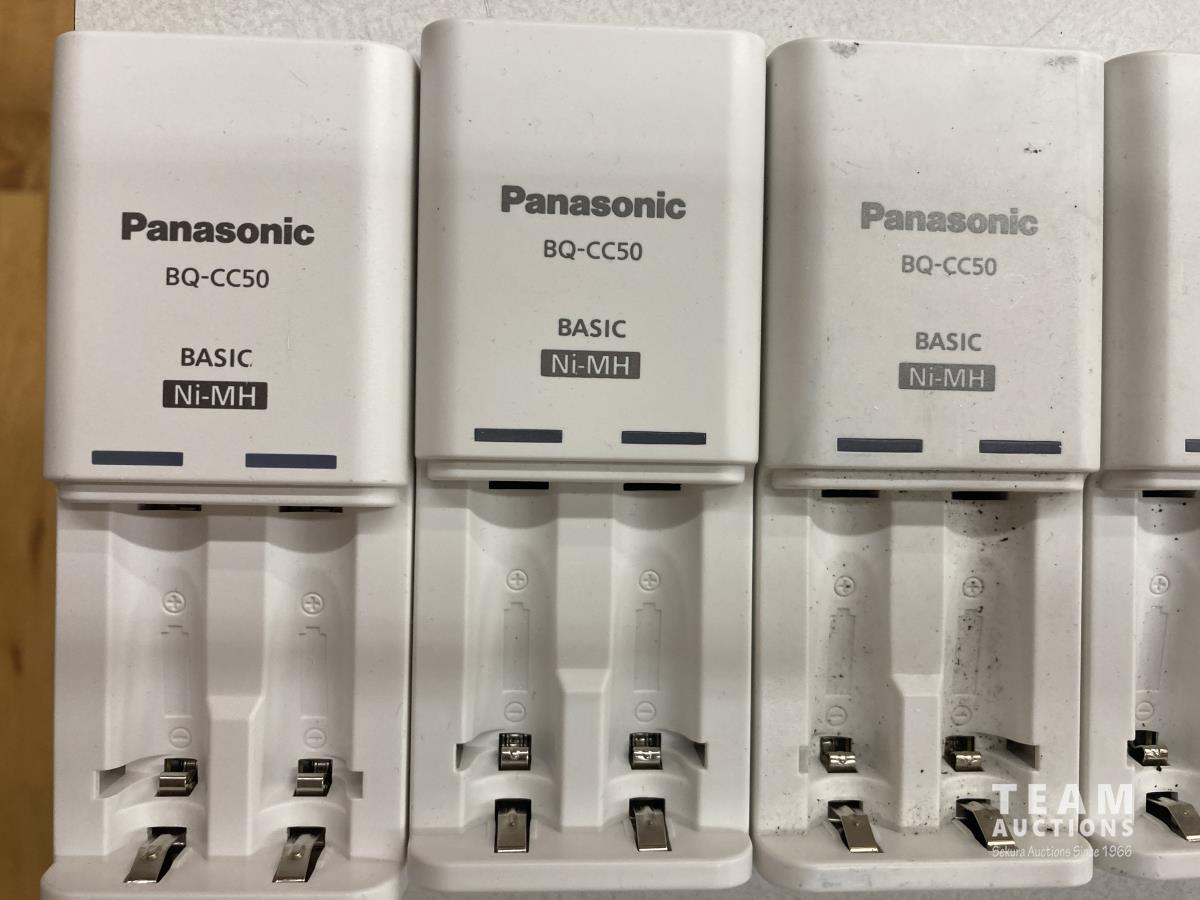 Panasonic
BQ-CC50
BASIC
Ni-MH
Panasonic
BQ-CC50
BASIC
Ni-MH
Panasonic
BQ-CC50
BASIC
Ni-MH
TEAM
AUCTIONS
Gekura Auctions Since 1966